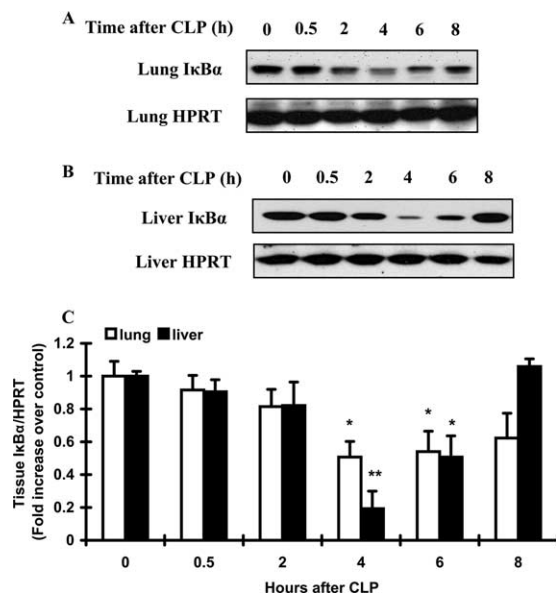 A
Time after CLP (h) 0 0.5 2 4 6 8
Lung IκBα
Lung HPRT
B
Time after CLP (h) 0 0.5 2 4 6 8
Liver IκBα
Liver HPRT
C
lung liver
Tissue IκBα/HPRT
(Fold increase over control)
1.2
1
0.8
0.6
0.4
0.2
0
* ** * *
0 0.5 2 4 6 8
Hours after CLP